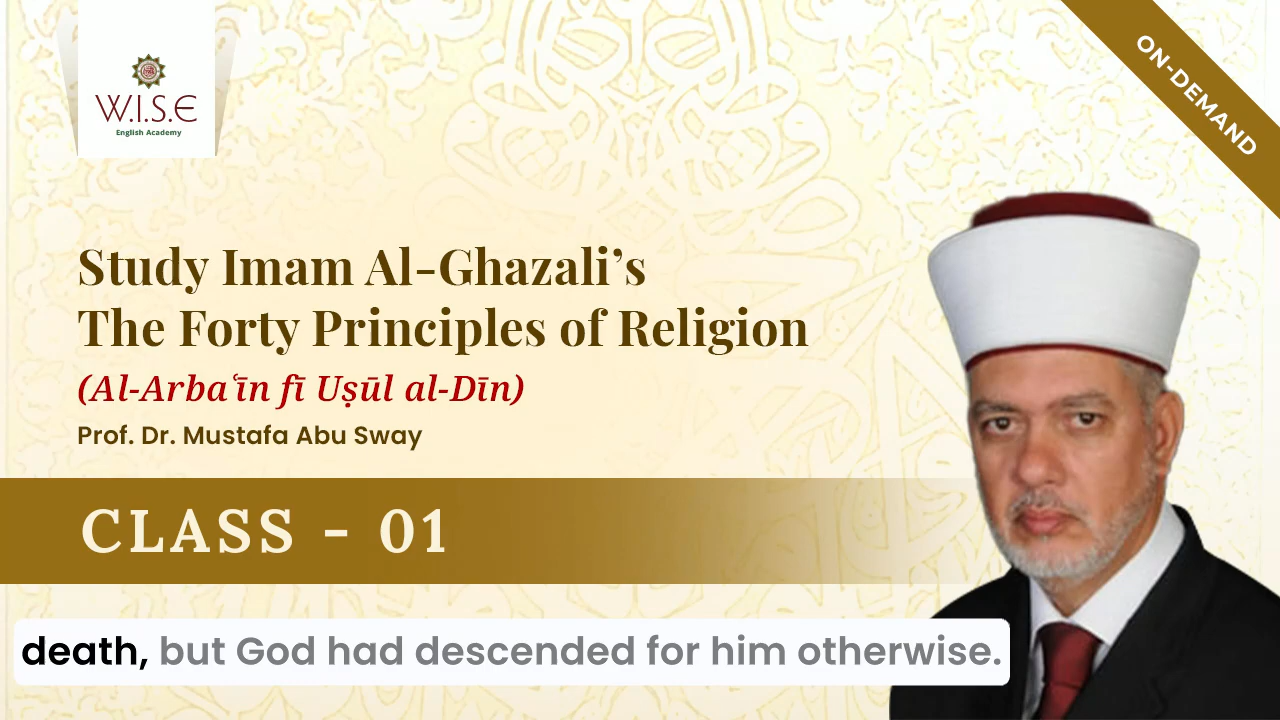 W.I.S.E
English Academy
ON-DEMAND
Study Imam Al-Ghazali’s
The Forty Principles of Religion
(Al-Arbaʿīn fī Uṣūl al-Dīn)
Prof. Dr. Mustafa Abu Sway
CLASS - 01
death, but God had descended for him otherwise.